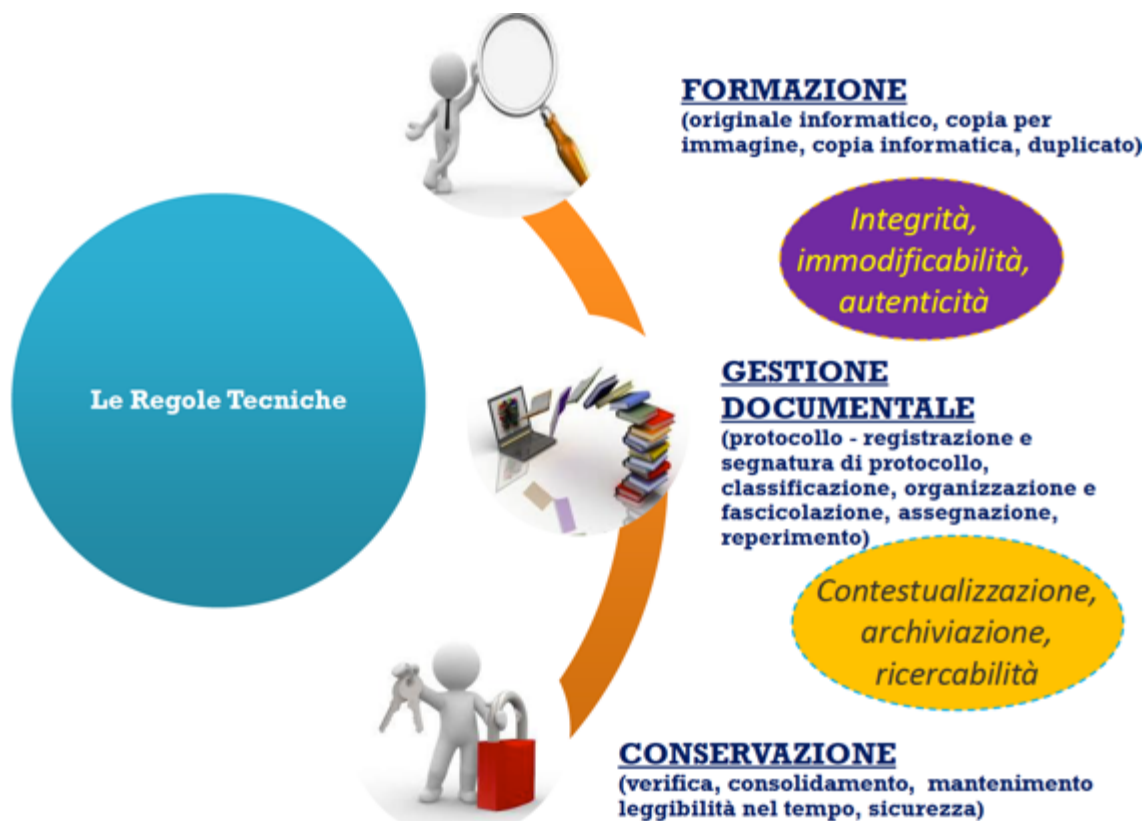 FORMAZIONE
(originale informatico, copia per
immagine, copia informatica, duplicato)
Integrità,
immodificabilità,
autenticità
Le Regole Tecniche
GESTIONE
DOCUMENTALE
(protocollo - registrazione e
segnatura di protocollo,
classificazione, organizzazione e
fascicolazione, assegnazione,
reperimento)
Contestualizzazione,
archiviazione,
ricercabilità
CONSERVAZIONE
(verifica, consolidamento, mantenimento
leggibilità nel tempo, sicurezza)